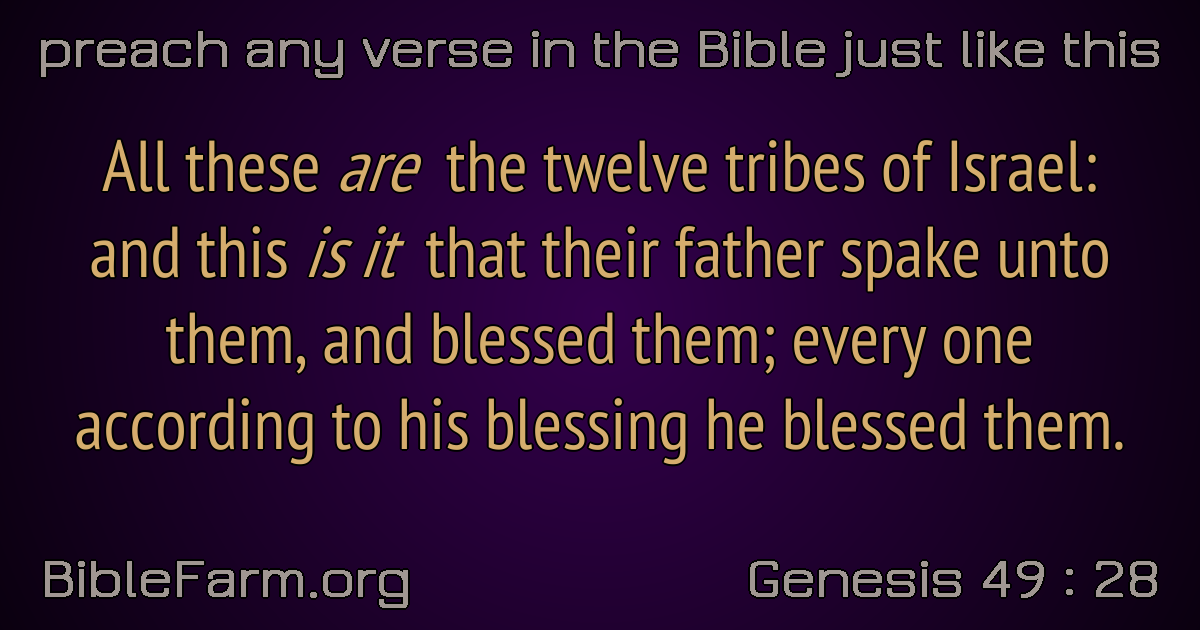 preach any verse in the Bible just like this
All these are the twelve tribes of Israel:
and this is it that their father spake unto
them, and blessed them; every one
according to his blessing he blessed them.
BibleFarm.org
Genesis 49 : 28